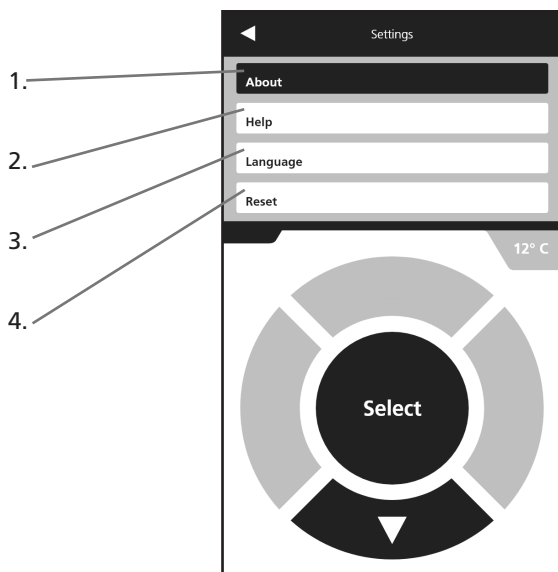 Settings
1.
About
2.
Help
3.
Language
4.
Reset
12° C
Select